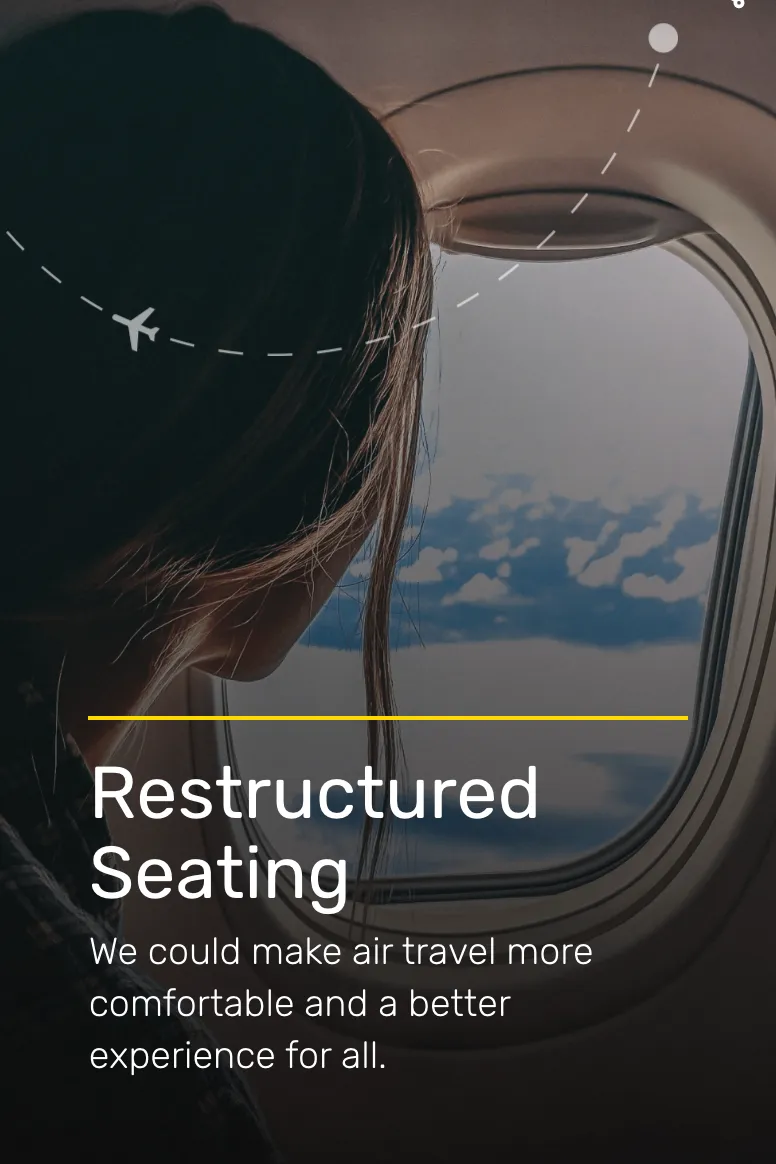 Restructured
Seating
We could make air travel more
comfortable and a better
experience for all.